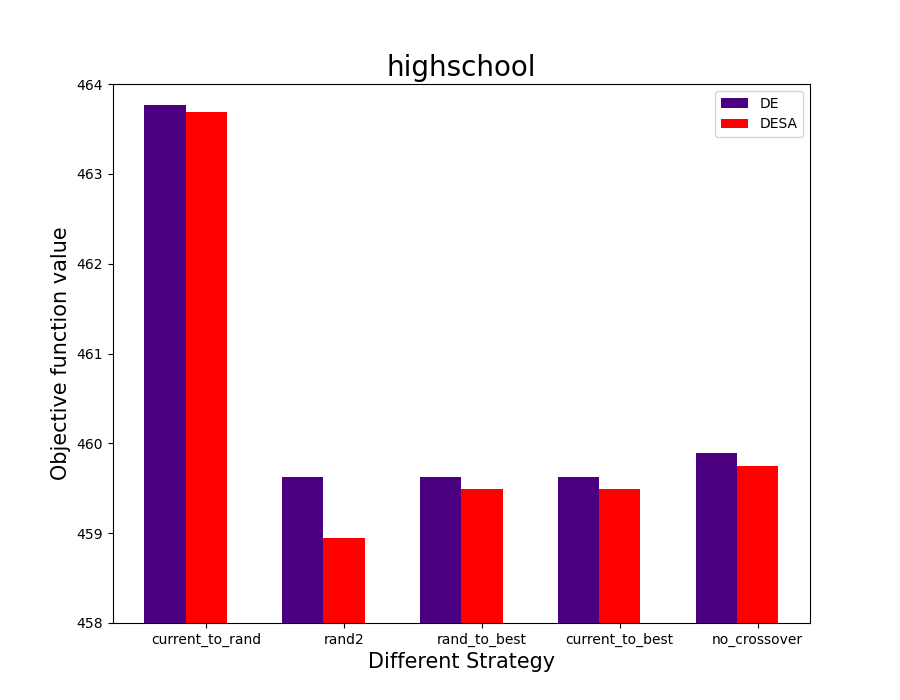 highschool
DE
DESA
Objective function value
464
463
462
461
460
459
458
current_to_rand
rand2
rand_to_best
current_to_best
no_crossover
Different Strategy